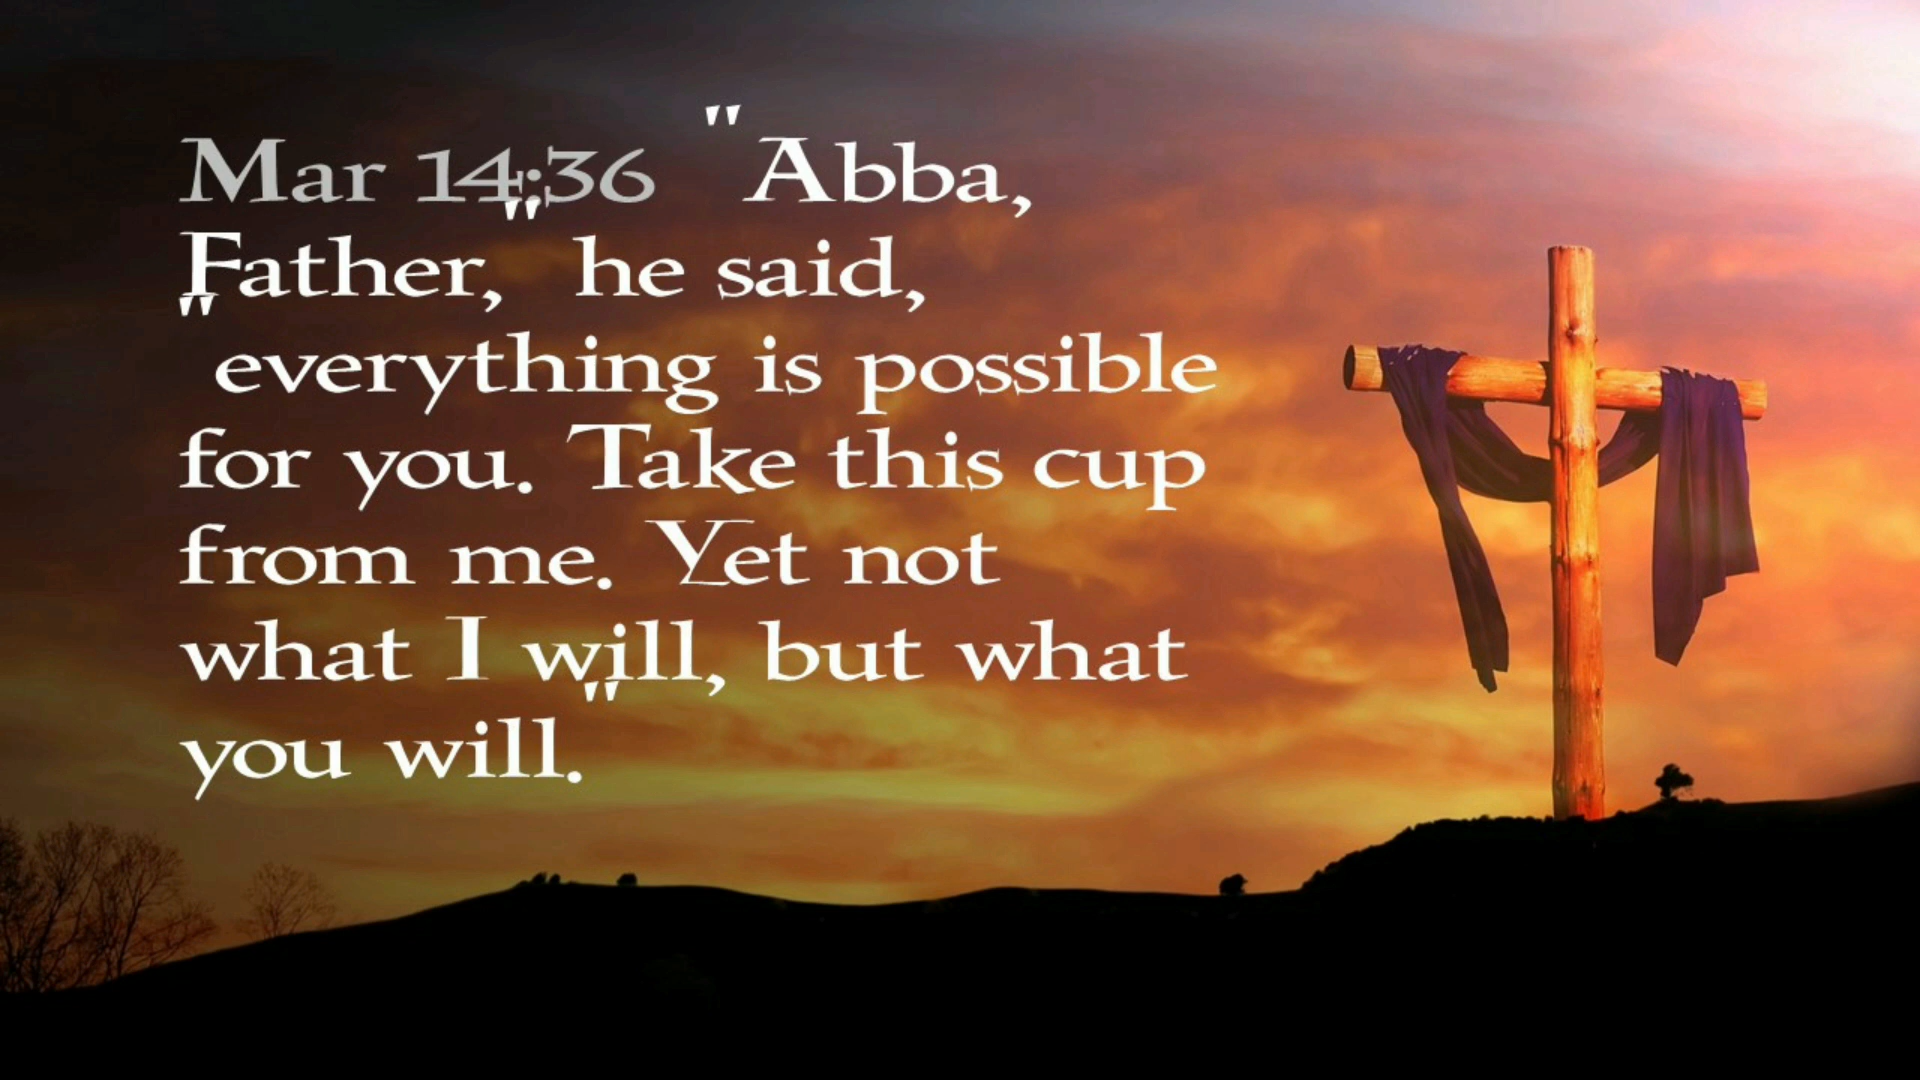 Mar 14:36 "Abba,
Father," he said,
"everything is possible
for you. Take this cup
from me. Yet not
what I will, but what
you will."